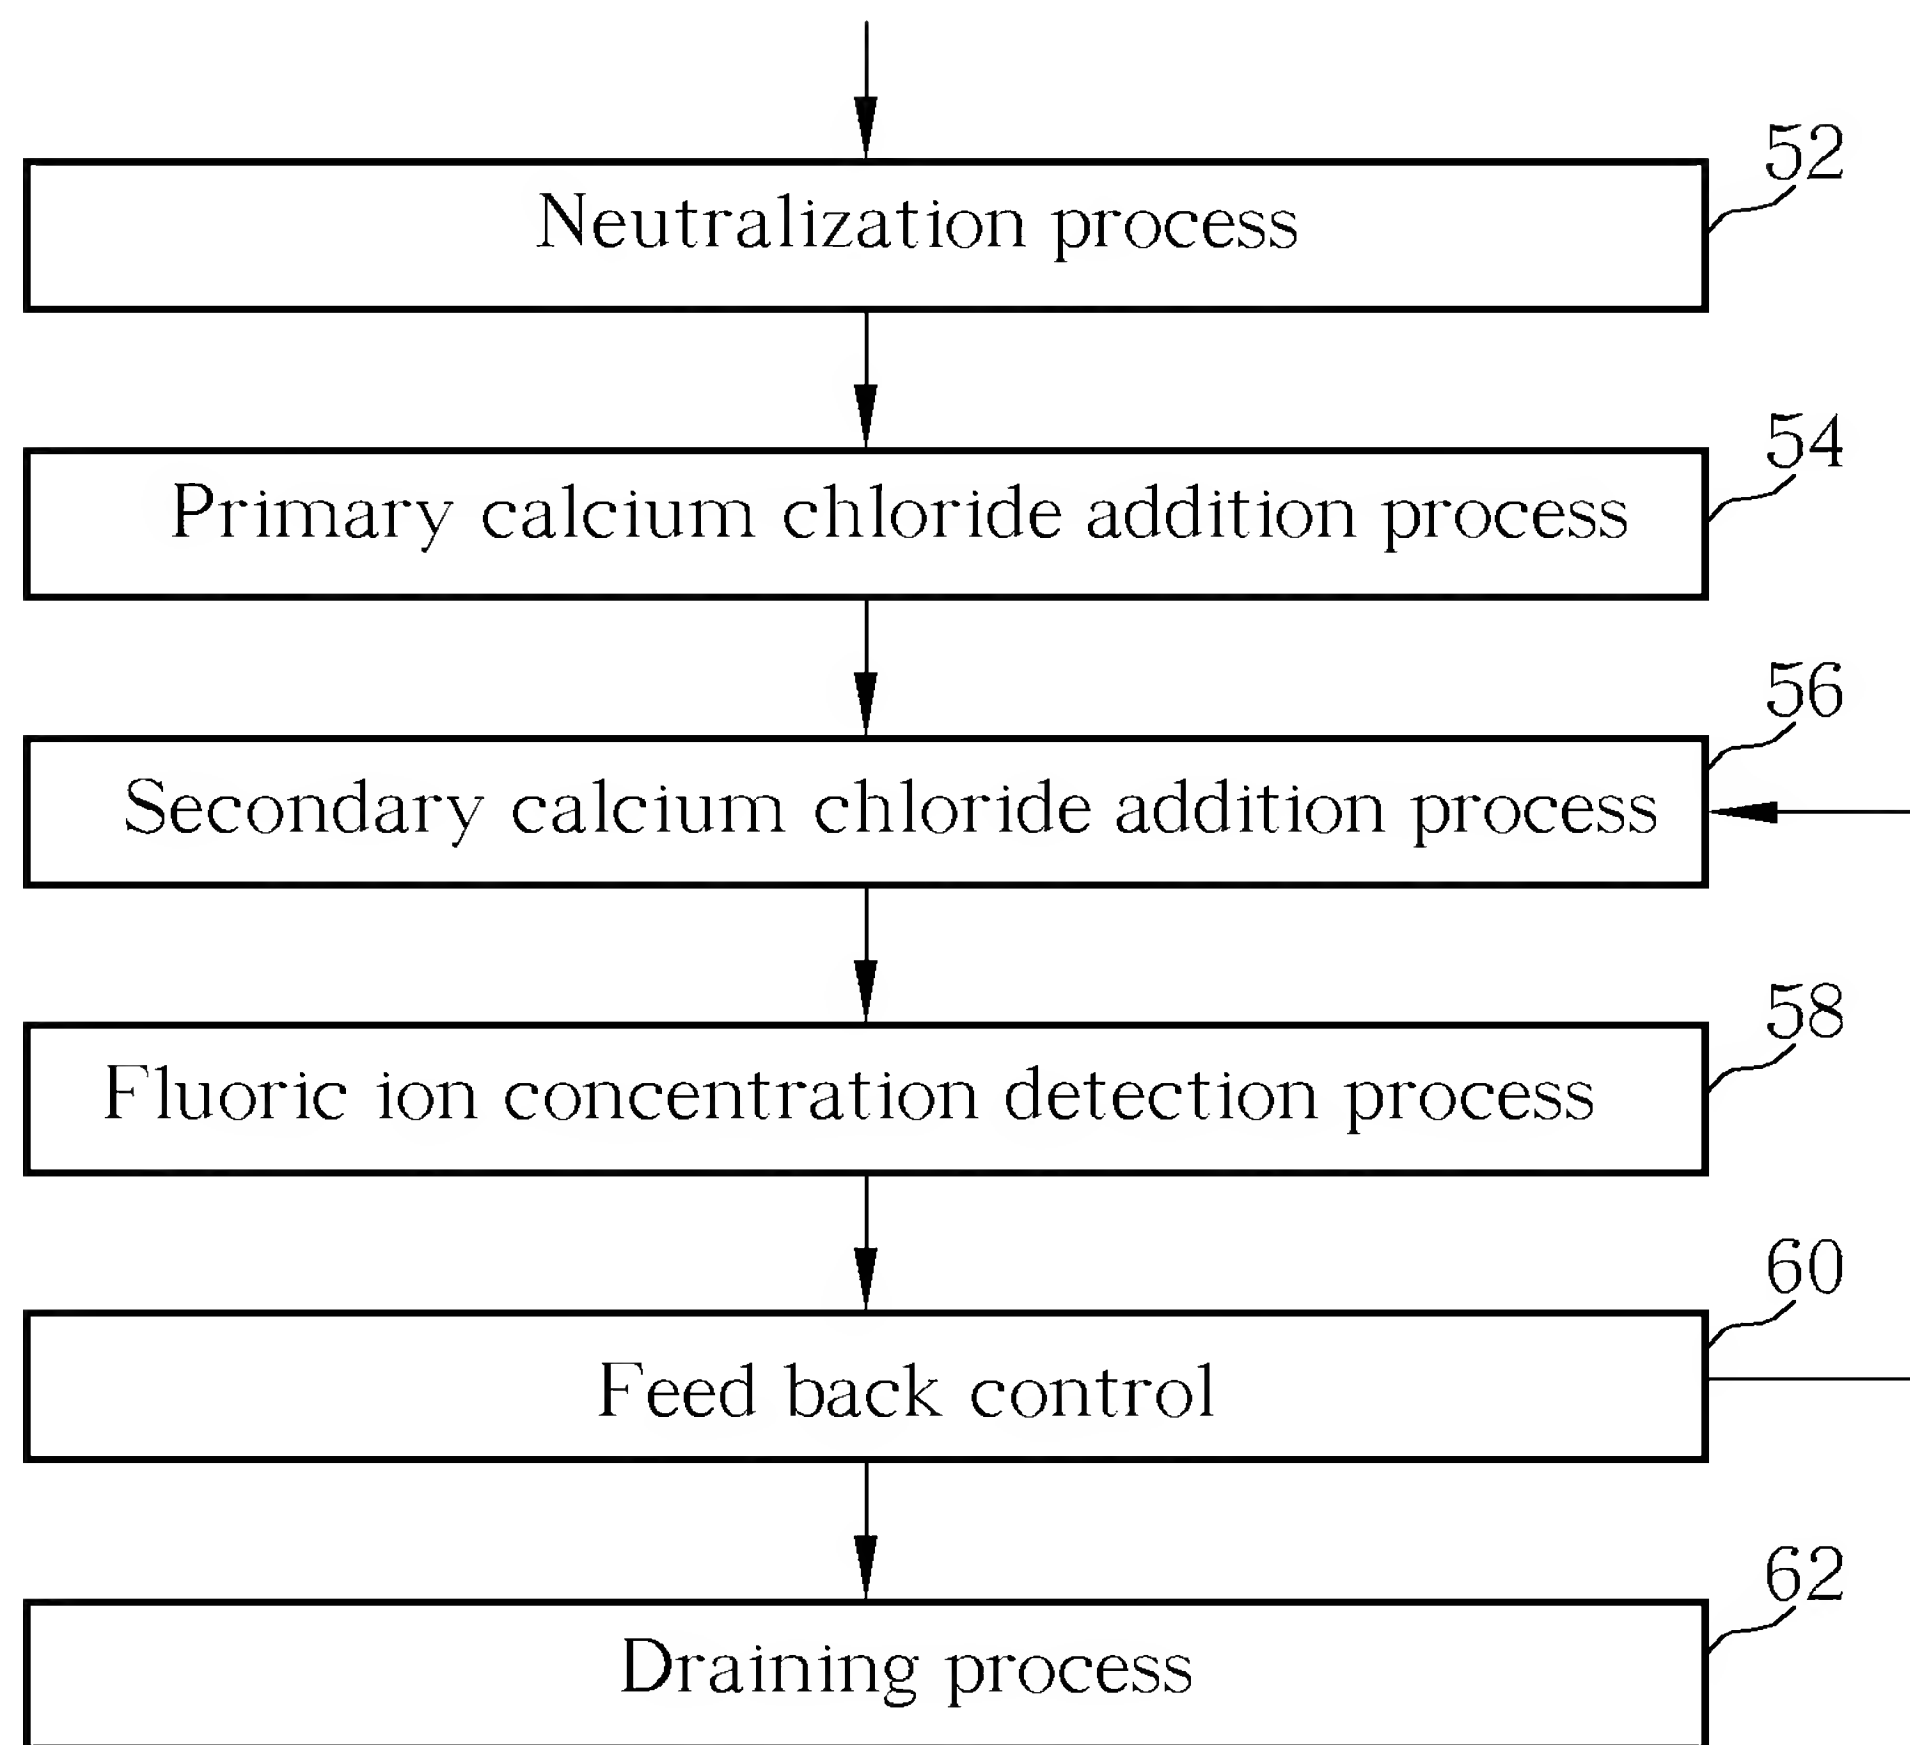 52
Neutralization process
54
Primary calcium chloride addition process
56
Secondary calcium chloride addition process
58
Fluoric ion concentration detection process
60
Feed back control
62
Draining process